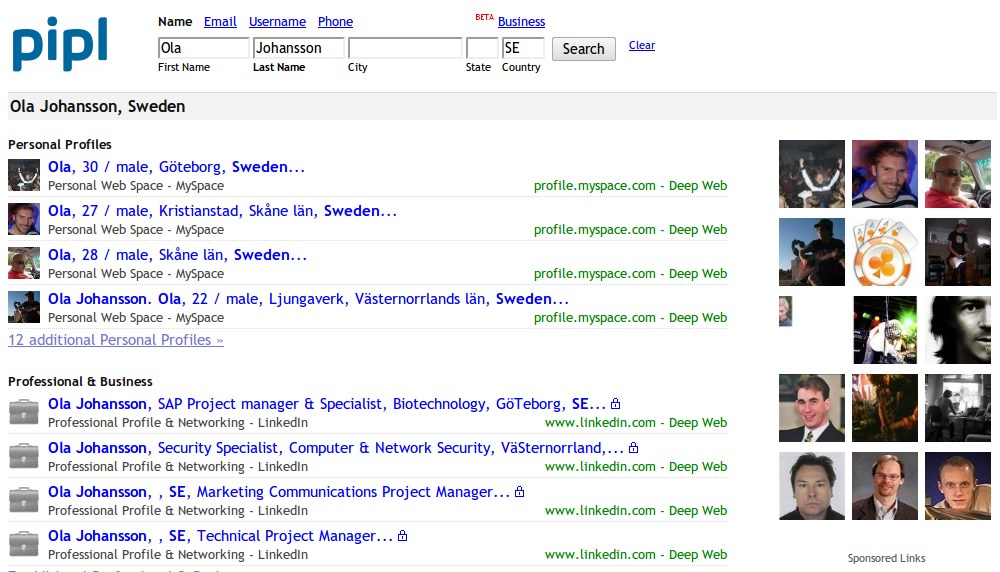 pipl
Name Email Username Phone BETA Business
Ola Johansson SE Search Clear
First Name Last Name City State Country
Ola Johansson, Sweden
Personal Profiles
Ola, 30 / male, Göteborg, Sweden...
Personal Web Space - MySpace profile.myspace.com - Deep Web
Ola, 27 / male, Kristianstad, Skåne län, Sweden...
Personal Web Space - MySpace profile.myspace.com - Deep Web
Ola, 28 / male, Skåne län, Sweden...
Personal Web Space - MySpace profile.myspace.com - Deep Web
Ola Johansson. Ola, 22 / male, Ljungaverk, Västernorrlands län, Sweden...
Personal Web Space - MySpace profile.myspace.com - Deep Web
12 additional Personal Profiles »
Professional & Business
Ola Johansson, SAP Project manager & Specialist, Biotechnology, GöTeborg, SE...
Professional Profile & Networking - LinkedIn www.linkedin.com - Deep Web
Ola Johansson, Security Specialist, Computer & Network Security, VäSternorrland,...
Professional Profile & Networking - LinkedIn www.linkedin.com - Deep Web
Ola Johansson, , SE, Marketing Communications Project Manager...
Professional Profile & Networking - LinkedIn www.linkedin.com - Deep Web
Ola Johansson, , SE, Technical Project Manager...
Professional Profile & Networking - LinkedIn www.linkedin.com - Deep Web
Sponsored Links